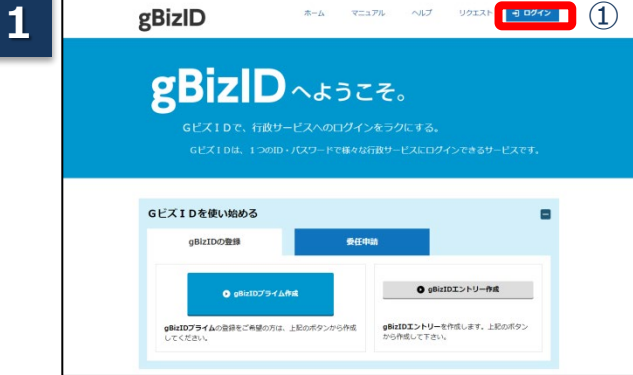 1
gBizID ホーム マニュアル ヘルプ リクエスト ログイン ①
gBizIDへようこそ。
GビズIDで、行政サービスへのログインをラクにする。
GビズIDは、1つのID・パスワードで様々な行政サービスにログインできるサービスです。
GビズIDを使い始める
gBizIDの登録 委任申請
gBizIDプライム作成 gBizIDエントリー作成
gBizIDプライムの登録をご希望の方は、上記のボタンから作成
してください。
gBizIDエントリーを作成します。上記のボタン
から作成して下さい。